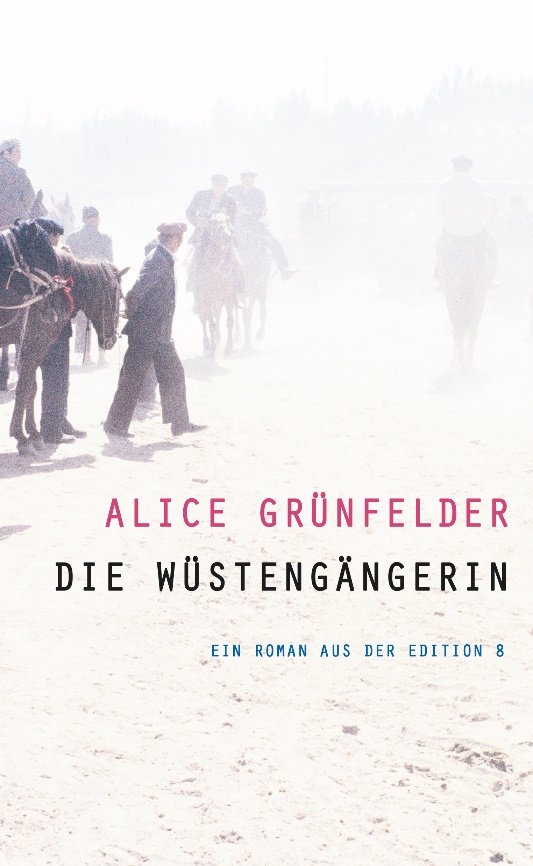 ALICE GRÜNFELDER
DIE WÜSTENGÄNGERIN
EIN ROMAN AUS DER EDITION 8